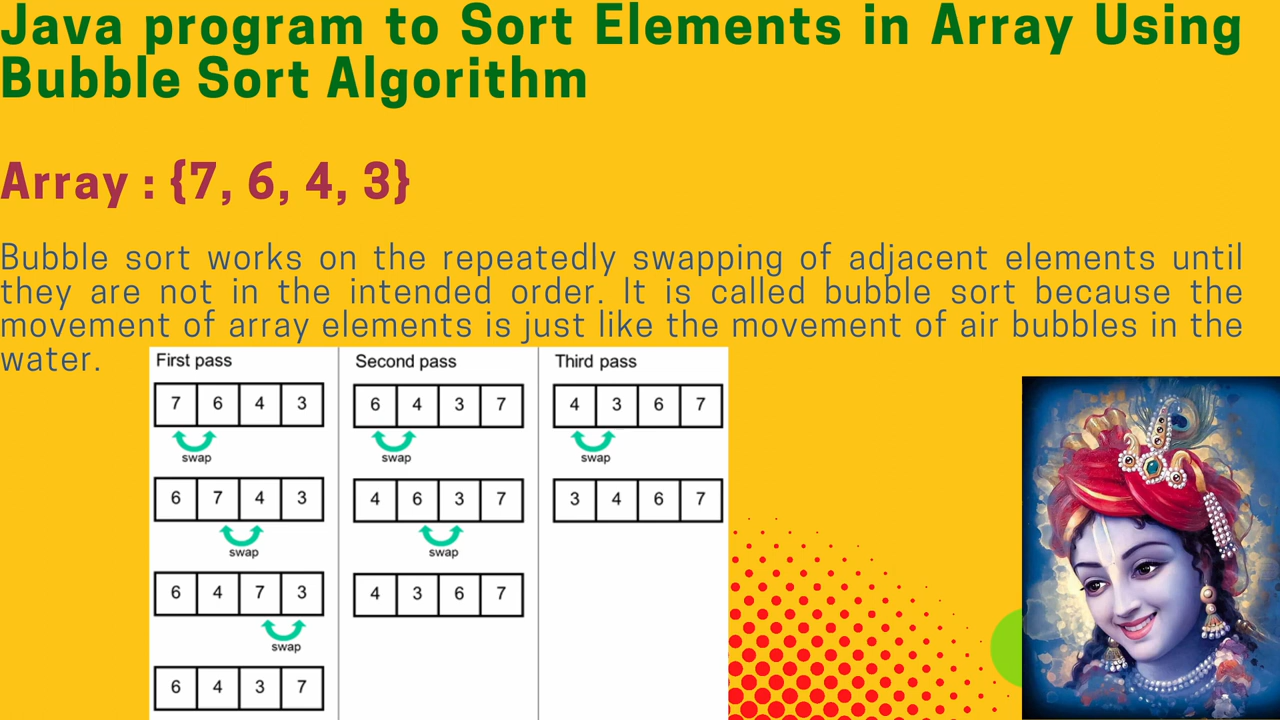 Java program to Sort Elements in Array Using
Bubble Sort Algorithm
Array : {7, 6, 4, 3}
Bubble sort works on the repeatedly swapping of adjacent elements until
they are not in the intended order. It is called bubble sort because the
movement of array elements is just like the movement of air bubbles in the
water.
First pass
7 6 4 3
swap
6 7 4 3
swap
6 4 7 3
swap
6 4 3 7
Second pass
6 4 3 7
swap
4 6 3 7
swap
4 3 6 7
Third pass
4 3 6 7
swap
3 4 6 7